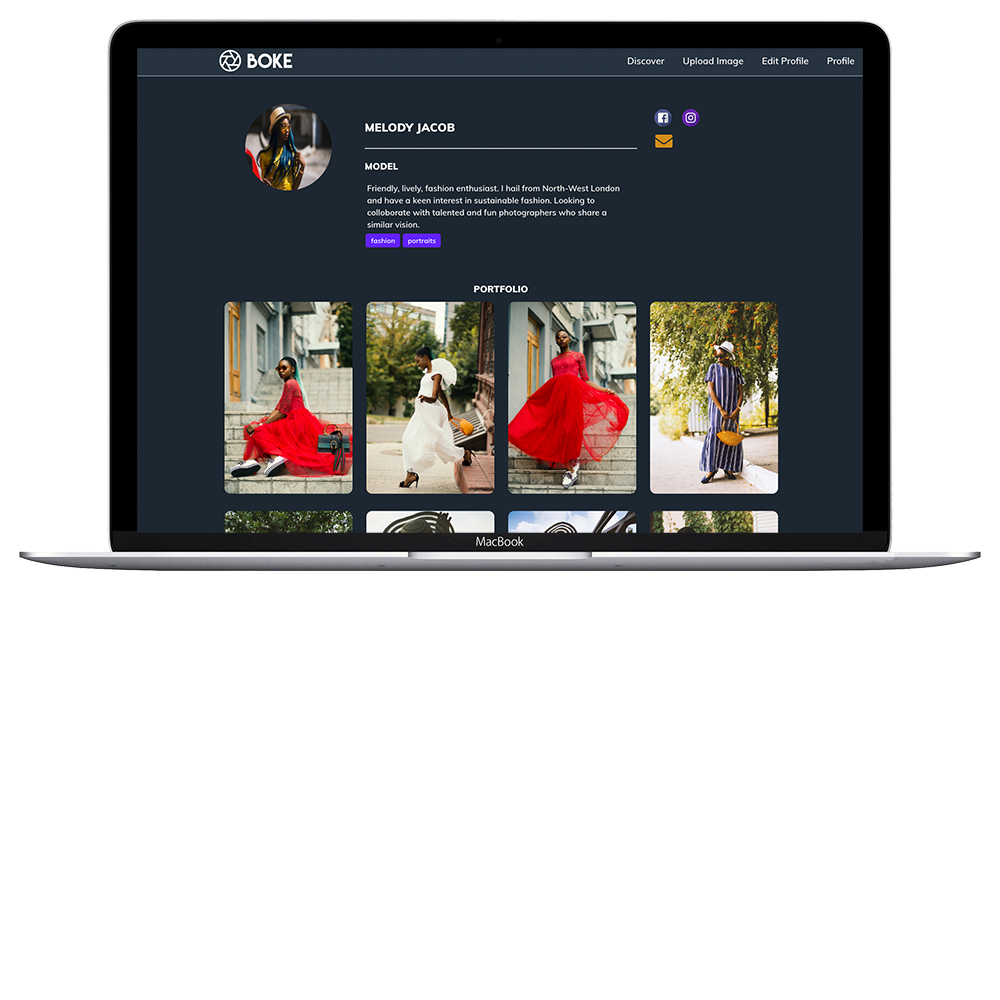 BOKE
Discover Upload Image Edit Profile Profile
MELODY JACOB
MODEL
Friendly, lively, fashion enthusiast. I hail from North-West London
and have a keen interest in sustainable fashion. Looking to
colloborate with talented and fun photographers who share a
similar vision.
fashion portraits
PORTFOLIO
MacBook